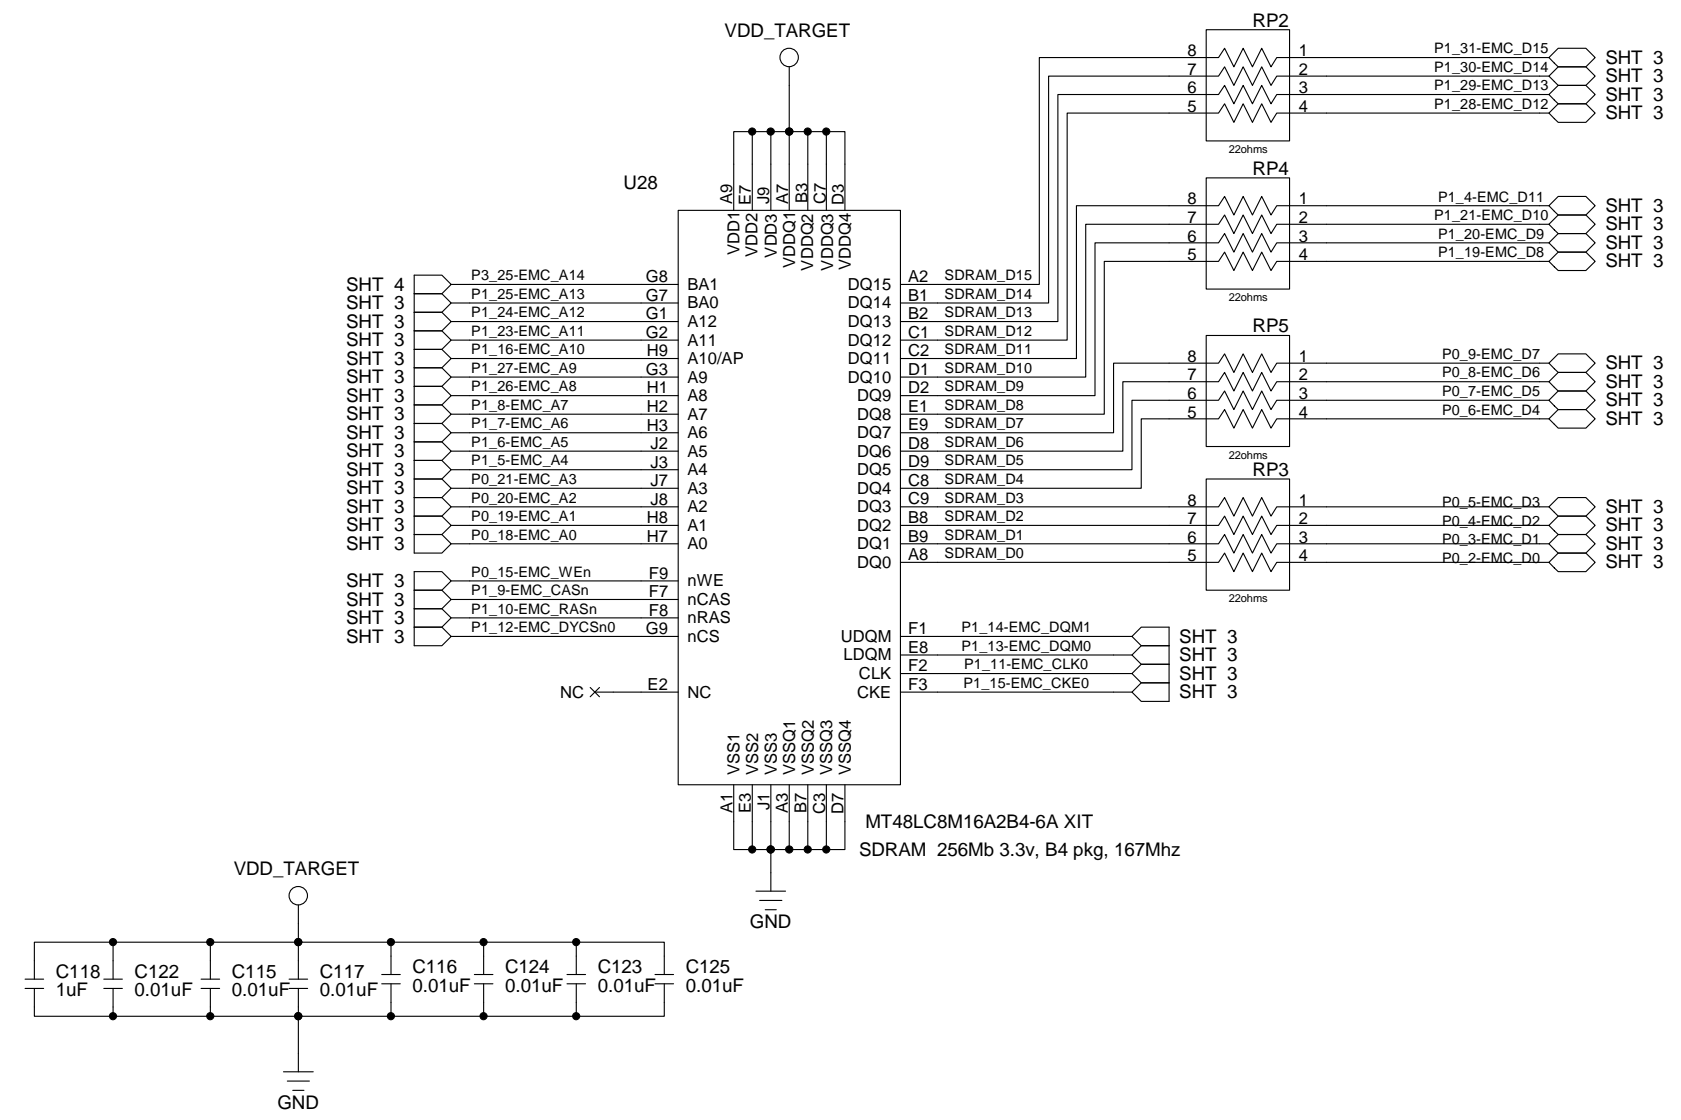 VDD_TARGET
U28
A9 E7 J9 A7 B3 C7 D3
VDD1 VDD2 VDD3 VDDQ1 VDDQ2 VDDQ3 VDDQ4
SHT 4 P3_25-EMC_A14 G8 BA1
SHT 3 P1_25-EMC_A13 G7 BA0
SHT 3 P1_24-EMC_A12 G1 A12
SHT 3 P1_23-EMC_A11 G2 A11
SHT 3 P1_16-EMC_A10 H9 A10/AP
SHT 3 P1_27-EMC_A9 G3 A9
SHT 3 P1_26-EMC_A8 H1 A8
SHT 3 P1_8-EMC_A7 H2 A7
SHT 3 P1_7-EMC_A6 H3 A6
SHT 3 P1_6-EMC_A5 J2 A5
SHT 3 P1_5-EMC_A4 J3 A4
SHT 3 P0_21-EMC_A3 J7 A3
SHT 3 P0_20-EMC_A2 J8 A2
SHT 3 P0_19-EMC_A1 H8 A1
SHT 3 P0_18-EMC_A0 H7 A0
SHT 3 P0_15-EMC_WEn F9 nWE
SHT 3 P1_9-EMC_CASn F7 nCAS
SHT 3 P1_10-EMC_RASn F8 nRAS
SHT 3 P1_12-EMC_DYCSn0 G9 nCS
NC E2 NC
DQ15 A2 SDRAM_D15
DQ14 B1 SDRAM_D14
DQ13 B2 SDRAM_D13
DQ12 C1 SDRAM_D12
DQ11 C2 SDRAM_D11
DQ10 D1 SDRAM_D10
DQ9 D2 SDRAM_D9
DQ8 E1 SDRAM_D8
DQ7 E9 SDRAM_D7
DQ6 D8 SDRAM_D6
DQ5 D9 SDRAM_D5
DQ4 C8 SDRAM_D4
DQ3 C9 SDRAM_D3
DQ2 B8 SDRAM_D2
DQ1 B9 SDRAM_D1
DQ0 A8 SDRAM_D0
UDQM F1 P1_14-EMC_DQM1 SHT 3
LDQM E8 P1_13-EMC_DQM0 SHT 3
CLK F2 P1_11-EMC_CLK0 SHT 3
CKE F3 P1_15-EMC_CKE0 SHT 3
VSS1 VSS2 VSS3 VSSQ1 VSSQ2 VSSQ3 VSSQ4
A1 E3 J1 A3 B7 C3 D7
GND
MT48LC8M16A2B4-6A XIT
SDRAM 256Mb 3.3v, B4 pkg, 167Mhz
RP2
8 1 P1_31-EMC_D15 SHT 3
7 2 P1_30-EMC_D14 SHT 3
6 3 P1_29-EMC_D13 SHT 3
5 4 P1_28-EMC_D12 SHT 3
22ohms
RP4
8 1 P1_4-EMC_D11 SHT 3
7 2 P1_21-EMC_D10 SHT 3
6 3 P1_20-EMC_D9 SHT 3
5 4 P1_19-EMC_D8 SHT 3
22ohms
RP5
8 1 P0_9-EMC_D7 SHT 3
7 2 P0_8-EMC_D6 SHT 3
6 3 P0_7-EMC_D5 SHT 3
5 4 P0_6-EMC_D4 SHT 3
22ohms
RP3
8 1 P0_5-EMC_D3 SHT 3
7 2 P0_4-EMC_D2 SHT 3
6 3 P0_3-EMC_D1 SHT 3
5 4 P0_2-EMC_D0 SHT 3
22ohms
VDD_TARGET
C118 C122 C115 C117 C116 C124 C123 C125
1uF 0.01uF 0.01uF 0.01uF 0.01uF 0.01uF 0.01uF 0.01uF
GND